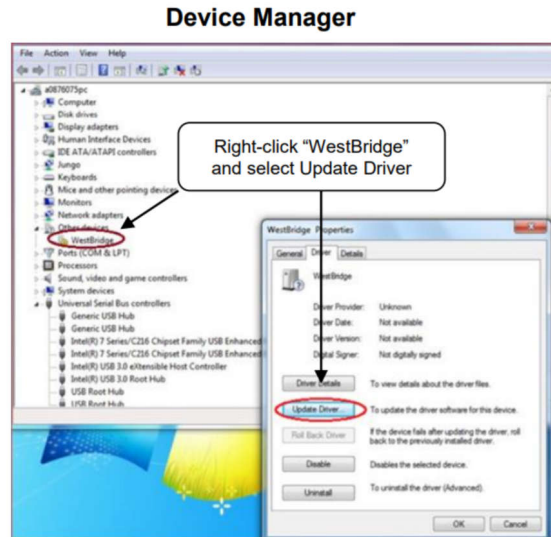 Device Manager
File Action View Help
a0876075pc
Computer
Disk drives
Display adapters
Human Interface Devices
IDE ATA/ATAPI controllers
Jungo
Keyboards
Mice and other pointing devices
Monitors
Network adapters
Other devices
WestBridge
Ports (COM & LPT)
Processors
Sound, video and game controllers
System devices
Universal Serial Bus controllers
Generic USB Hub
Generic USB Hub
Intel(R) 7 Series/C216 Chipset Family USB Enhanced
Intel(R) 7 Series/C216 Chipset Family USB Enhanced
Intel(R) USB 3.0 eXtensible Host Controller
Intel(R) USB 3.0 Root Hub
USB Root Hub
USB Root Hub
Right-click “WestBridge”
and select Update Driver
WestBridge Properties
General Driver Details
WestBridge
Driver Provider: Unknown
Driver Date: Not available
Driver Version: Not available
Digital Signer: Not digitally signed
Driver Details To view details about the driver files.
Update Driver... To update the driver software for this device.
Roll Back Driver If the device fails after updating the driver, roll
back to the previously installed driver.
Disable Disables the selected device.
Uninstall To uninstall the driver (Advanced).
OK Cancel